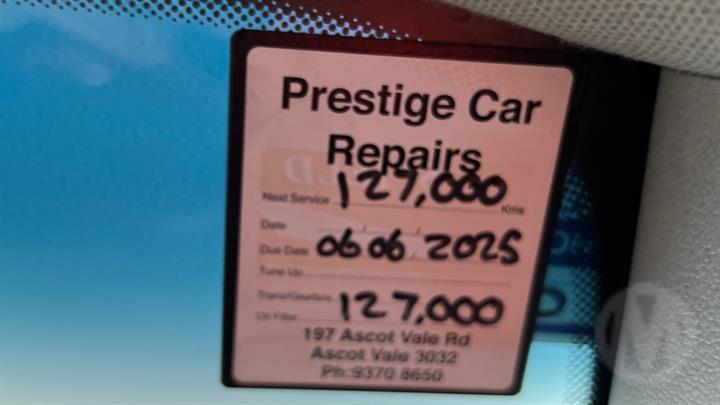 Prestige Car
Repairs
Next Service 127,000 Kms
Date / /
Due Date 06 06 2025
Tune Up
Trans/Gearbox 127,000
Oil Filter
197 Ascot Vale Rd
Ascot Vale 3032
Ph:9370 8650